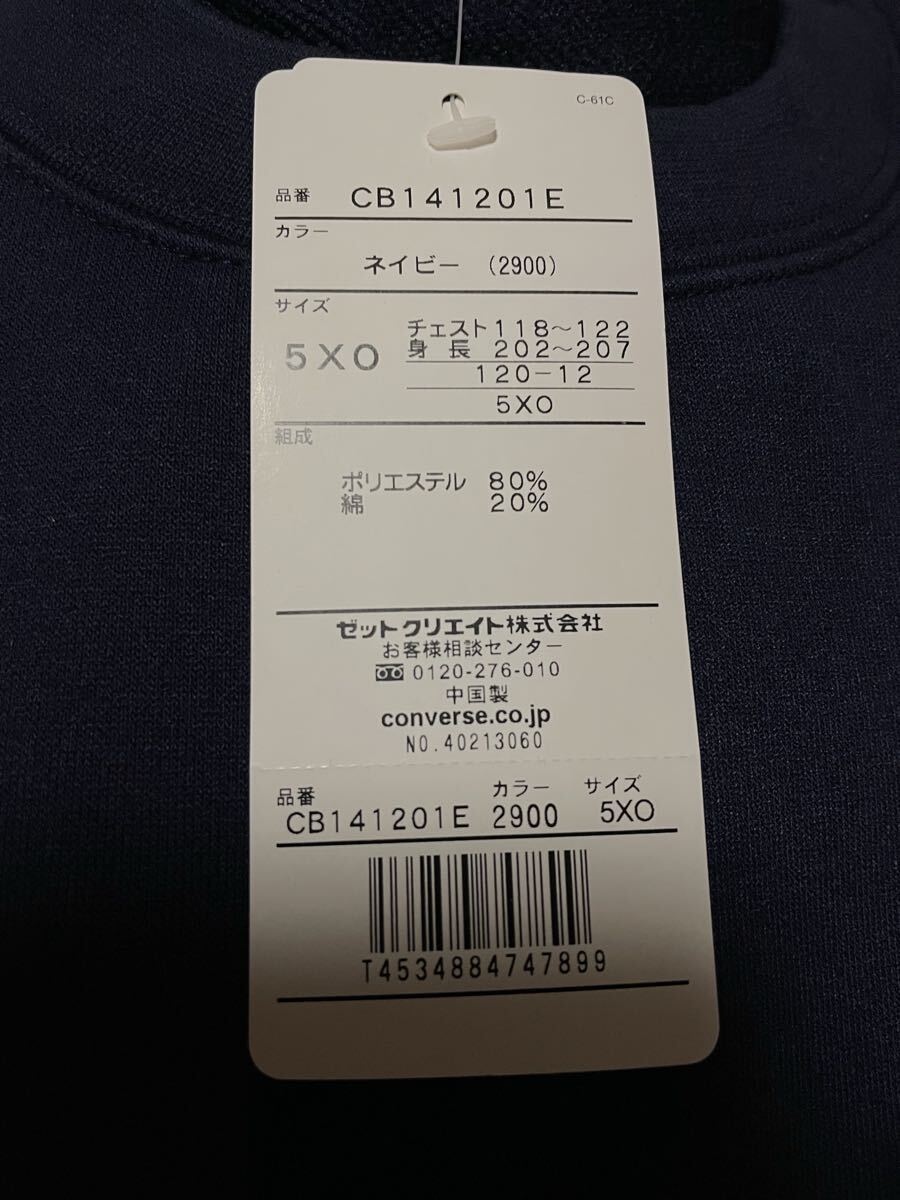 C-61C
品番 CB141201E
カラー
ネイビー (2900)
サイズ
5XO
チェスト 118～122
身長 202～207
120-12
5XO
組成
ポリエステル 80%
綿 20%
ゼットクリエイト株式会社
お客様相談センター
0120-276-010
中国製
converse.co.jp
NO.40213060
品番 カラー サイズ
CB141201E 2900 5XO
T4534884747899